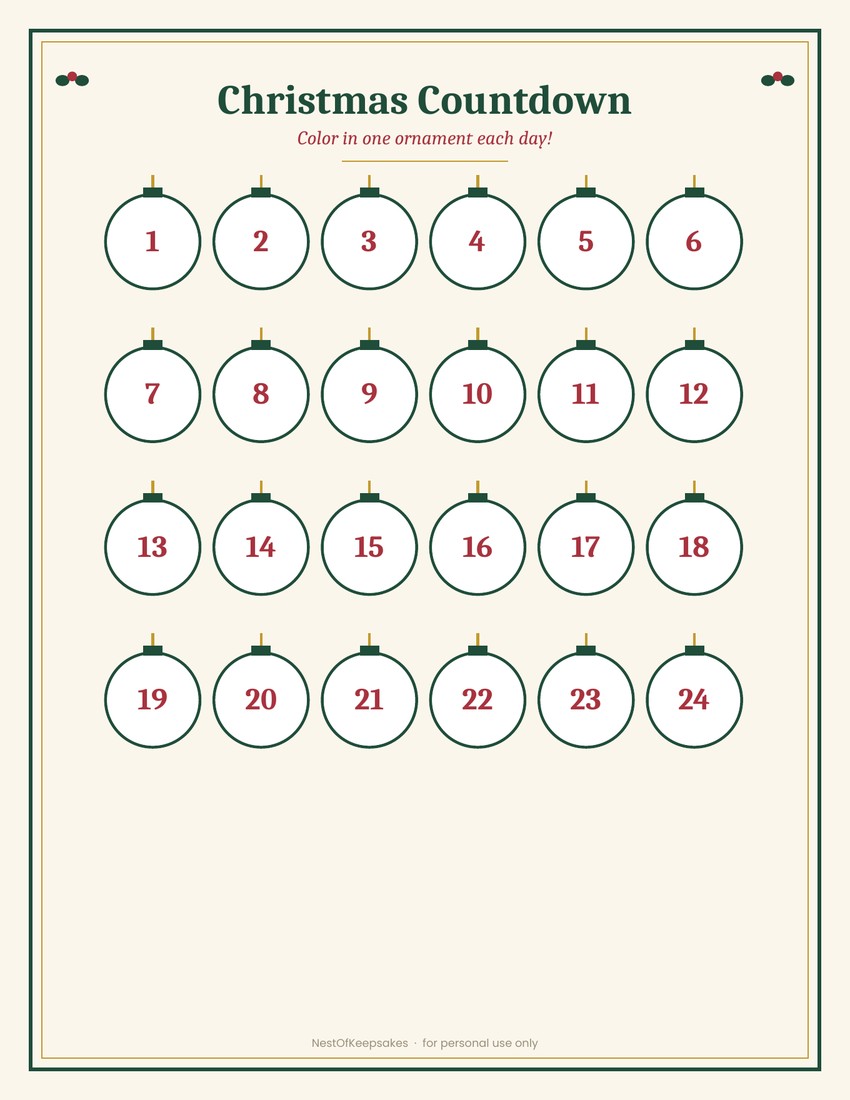 Christmas Countdown
Color in one ornament each day!
1 2 3 4 5 6
7 8 9 10 11 12
13 14 15 16 17 18
19 20 21 22 23 24
NestOfKeepsakes · for personal use only